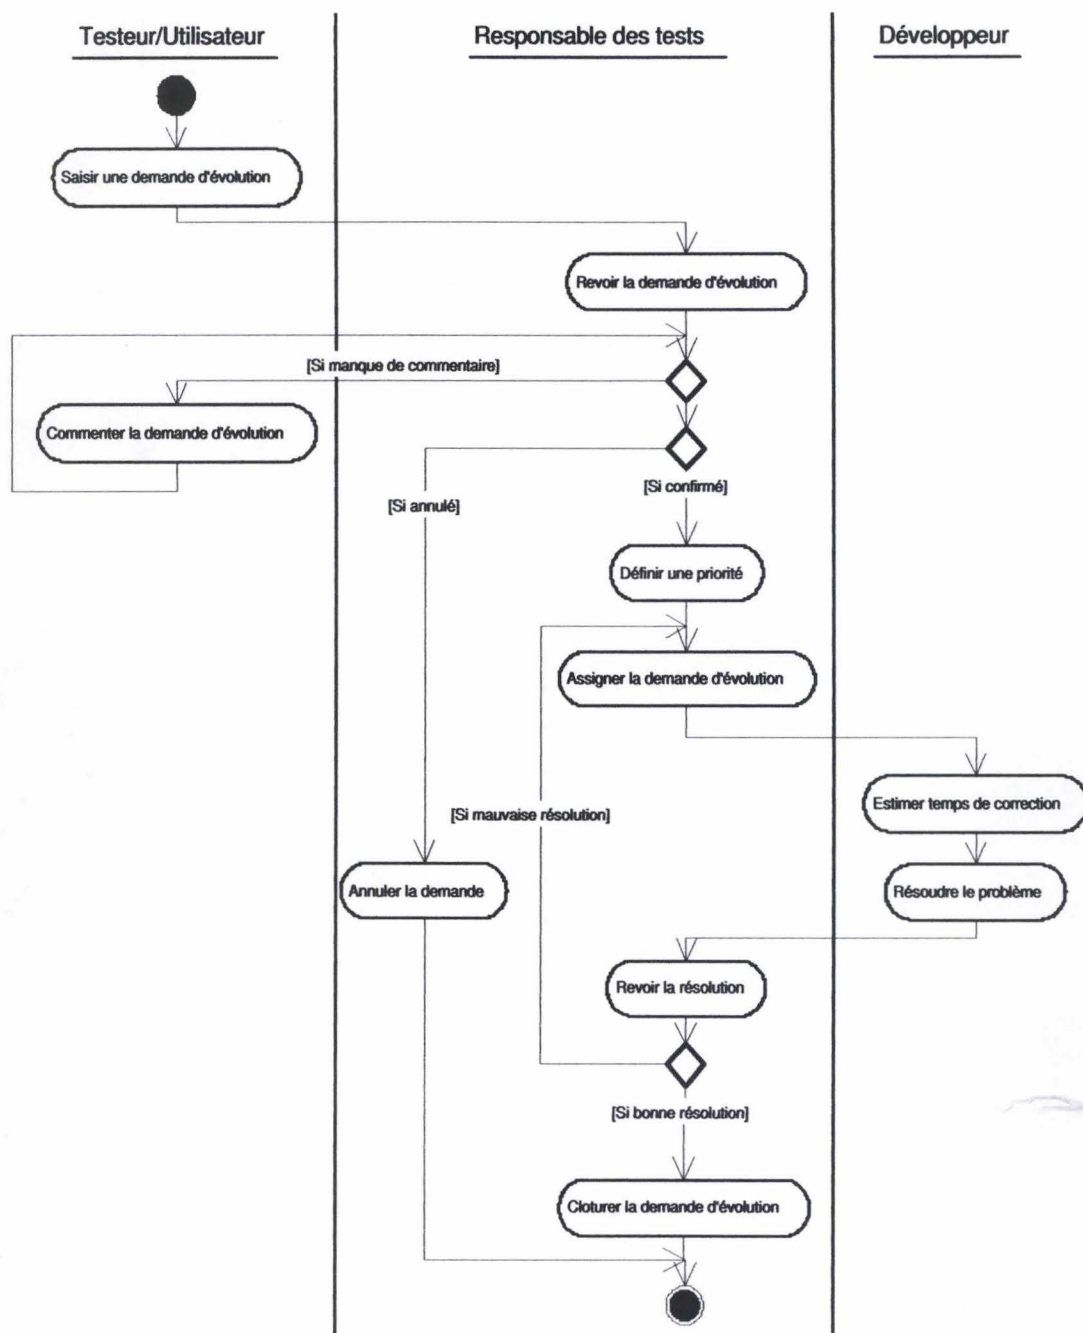 Testeur/Utilisateur
Responsable des tests
Développeur
Saisir une demande d'évolution
Revoir la demande d'évolution
[Si manque de commentaire]
Commenter la demande d'évolution
[Si annulé]
[Si confirmé]
Définir une priorité
Assigner la demande d'évolution
Estimer temps de correction
[Si mauvaise résolution]
Annuler la demande
Résoudre le problème
Revoir la résolution
[Si bonne résolution]
Cloturer la demande d'évolution